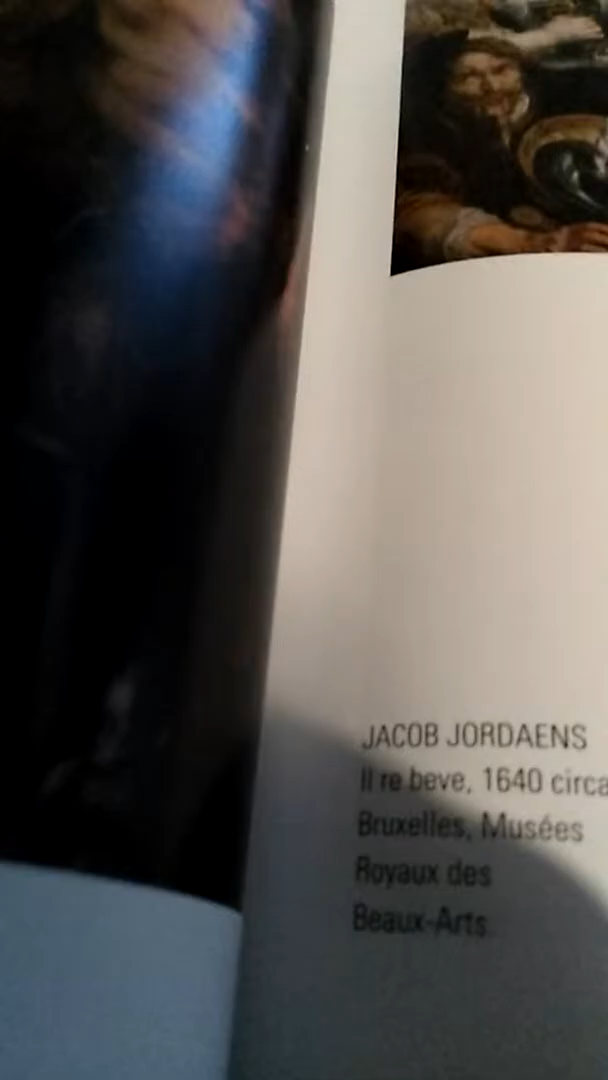 JACOB JORDAENS
Il re beve, 1640 circa
Bruxelles, Musées
Royaux des
Beaux-Arts